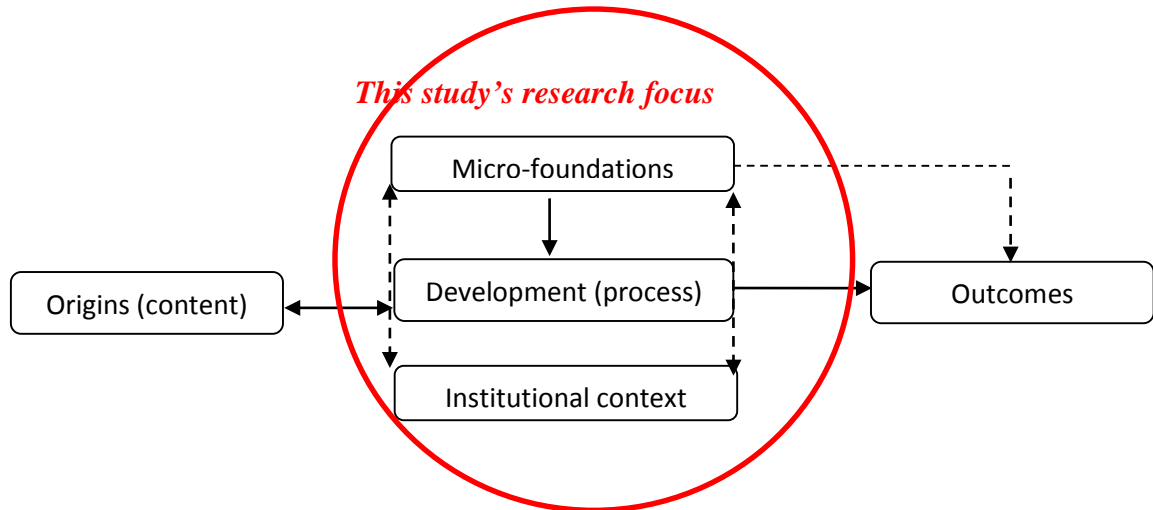 This study’s research focus
Micro-foundations
Development (process)
Origins (content)
Outcomes
Institutional context